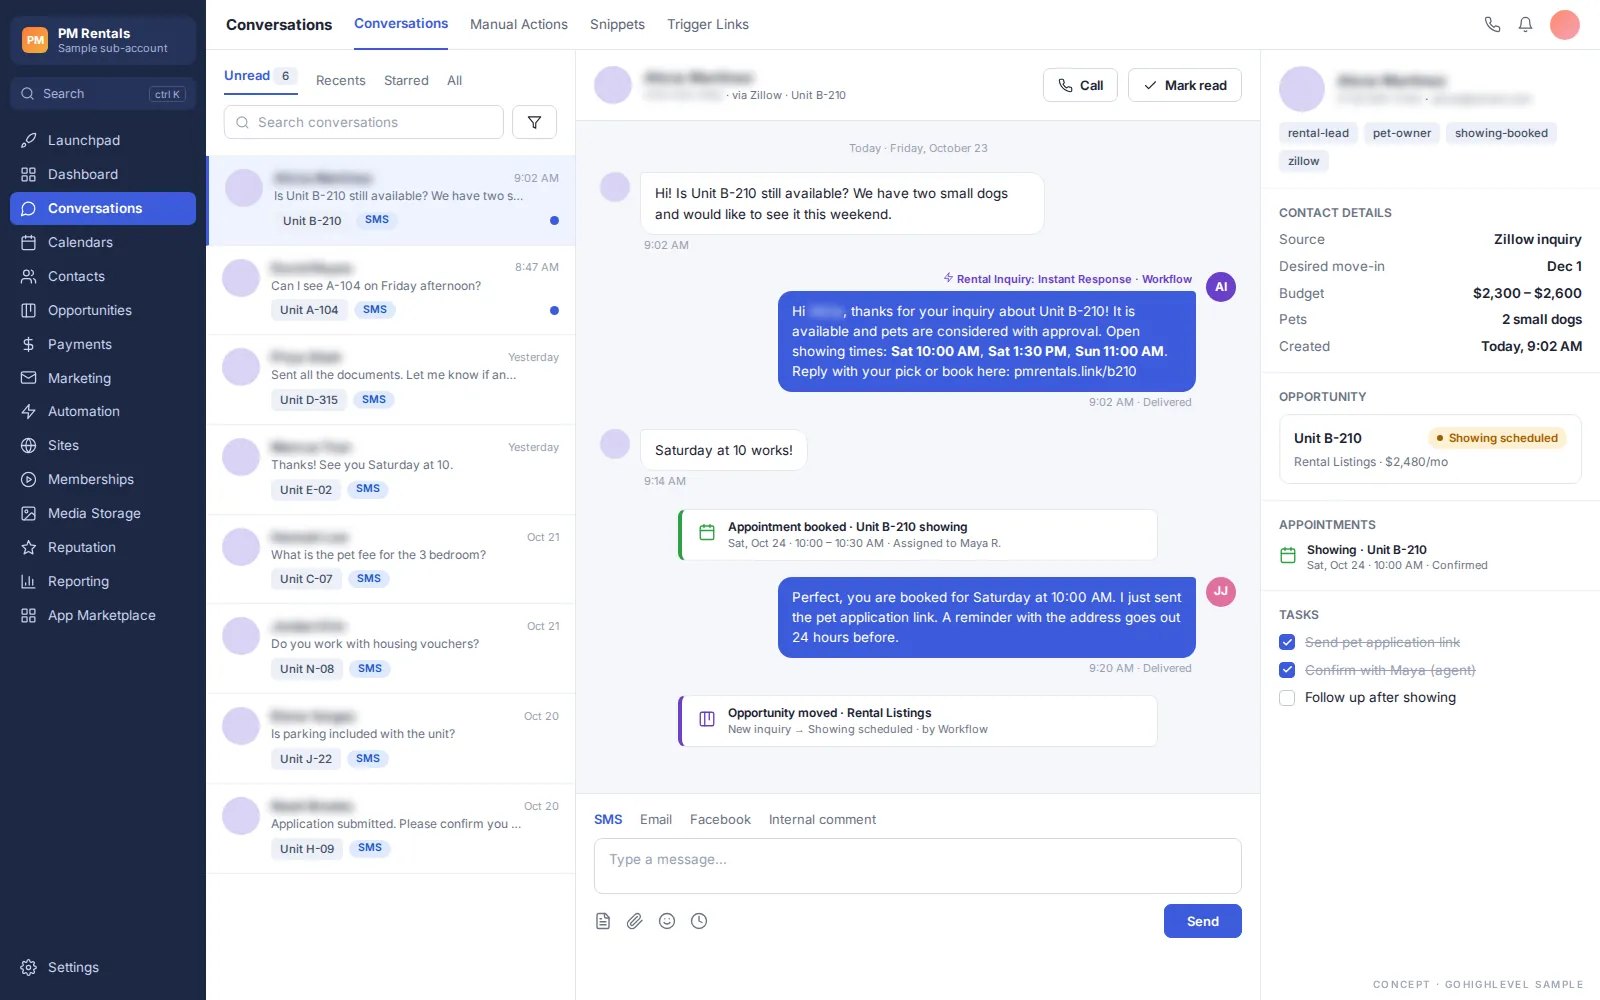 PM
PM Rentals
Sample sub-account
Search
ctrl K
Launchpad
Dashboard
Conversations
Calendars
Contacts
Opportunities
Payments
Marketing
Automation
Sites
Memberships
Media Storage
Reputation
Reporting
App Marketplace
Settings
Conversations
Conversations
Manual Actions
Snippets
Trigger Links
Unread 6
Recents
Starred
All
Search conversations
9:02 AM
Is Unit B-210 still available? We have two s...
Unit B-210
SMS
8:47 AM
Can I see A-104 on Friday afternoon?
Unit A-104
SMS
Yesterday
Sent all the documents. Let me know if an...
Unit D-315
SMS
Yesterday
Thanks! See you Saturday at 10.
Unit E-02
SMS
Oct 21
What is the pet fee for the 3 bedroom?
Unit C-07
SMS
Oct 21
Do you work with housing vouchers?
Unit N-08
SMS
Oct 20
Is parking included with the unit?
Unit J-22
SMS
Oct 20
Application submitted. Please confirm you ...
Unit H-09
SMS
· via Zillow · Unit B-210
Call
Mark read
Today · Friday, October 23
Hi! Is Unit B-210 still available? We have two small dogs
and would like to see it this weekend.
9:02 AM
Rental Inquiry: Instant Response · Workflow
AI
Hi , thanks for your inquiry about Unit B-210! It is
available and pets are considered with approval. Open
showing times: Sat 10:00 AM, Sat 1:30 PM, Sun 11:00 AM.
Reply with your pick or book here: pmrentals.link/b210
9:02 AM · Delivered
Saturday at 10 works!
9:14 AM
Appointment booked · Unit B-210 showing
Sat, Oct 24 · 10:00 – 10:30 AM · Assigned to Maya R.
JJ
Perfect, you are booked for Saturday at 10:00 AM. I just sent
the pet application link. A reminder with the address goes out
24 hours before.
9:20 AM · Delivered
Opportunity moved · Rental Listings
New inquiry → Showing scheduled · by Workflow
SMS
Email
Facebook
Internal comment
Type a message...
Send
rental-lead
pet-owner
showing-booked
zillow
CONTACT DETAILS
Source Zillow inquiry
Desired move-in Dec 1
Budget $2,300 – $2,600
Pets 2 small dogs
Created Today, 9:02 AM
OPPORTUNITY
Unit B-210
Showing scheduled
Rental Listings · $2,480/mo
APPOINTMENTS
Showing · Unit B-210
Sat, Oct 24 · 10:00 AM · Confirmed
TASKS
Send pet application link
Confirm with Maya (agent)
Follow up after showing
CONCEPT · GOHIGHLEVEL SAMPLE